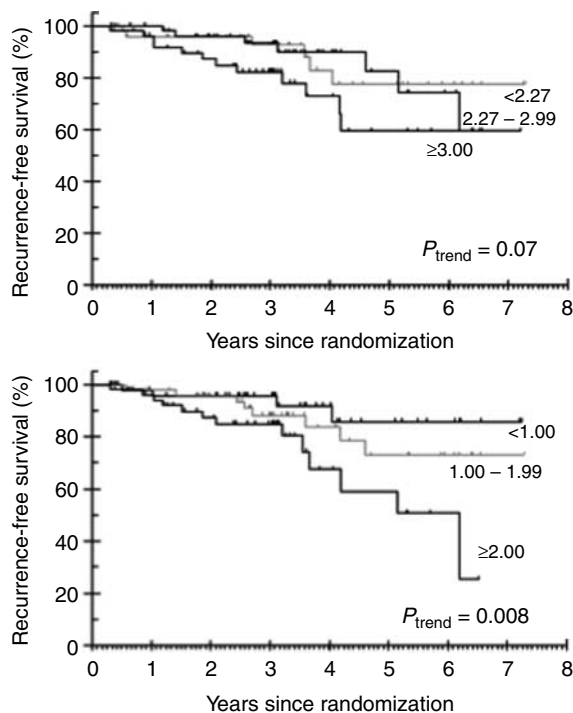 Recurrence-free survival (%)
100
80
60
40
20
0
<2.27
2.27 – 2.99
≥3.00
Ptrend = 0.07
0 1 2 3 4 5 6 7 8
Years since randomization
Recurrence-free survival (%)
100
80
60
40
20
0
<1.00
1.00 – 1.99
≥2.00
Ptrend = 0.008
0 1 2 3 4 5 6 7 8
Years since randomization